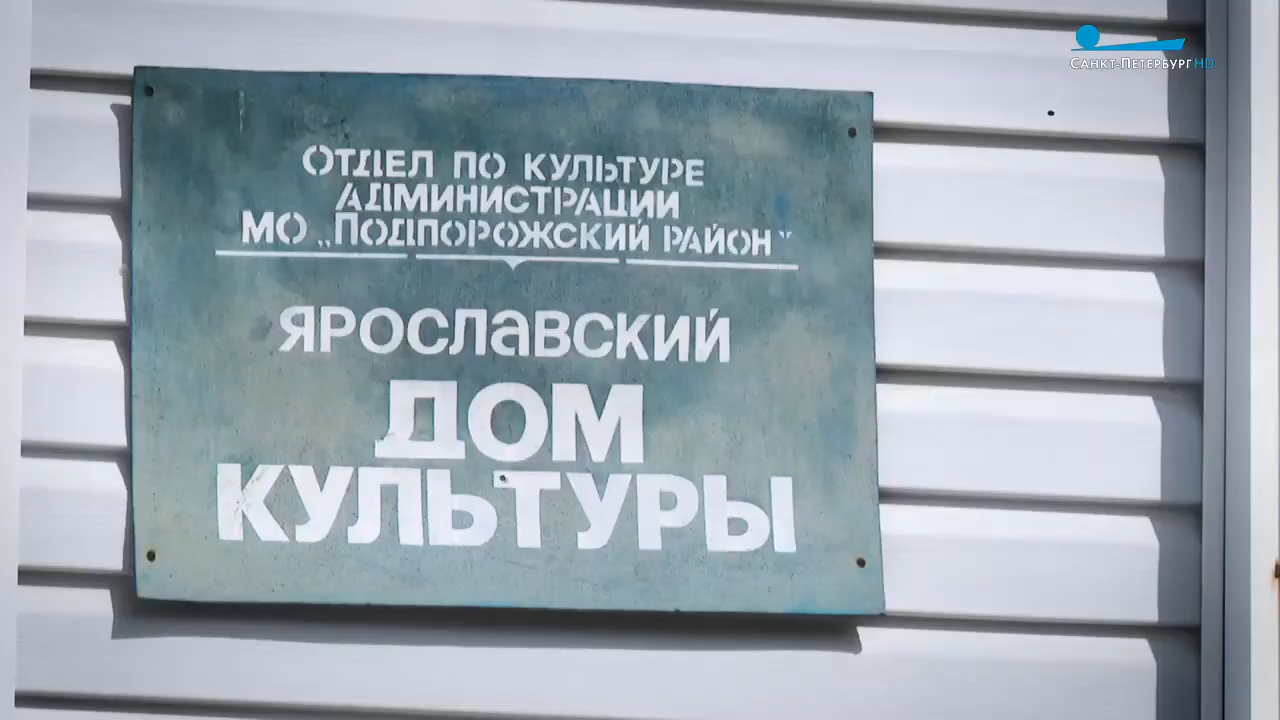 Санкт-Петербург HD
ОТДЕЛ ПО КУЛЬТУРЕ
АДМИНИСТРАЦИИ
МО „ПОДПОРОЖСКИЙ РАЙОН"
ЯРОСЛАВСКИЙ
ДОМ
КУЛЬТУРЫ